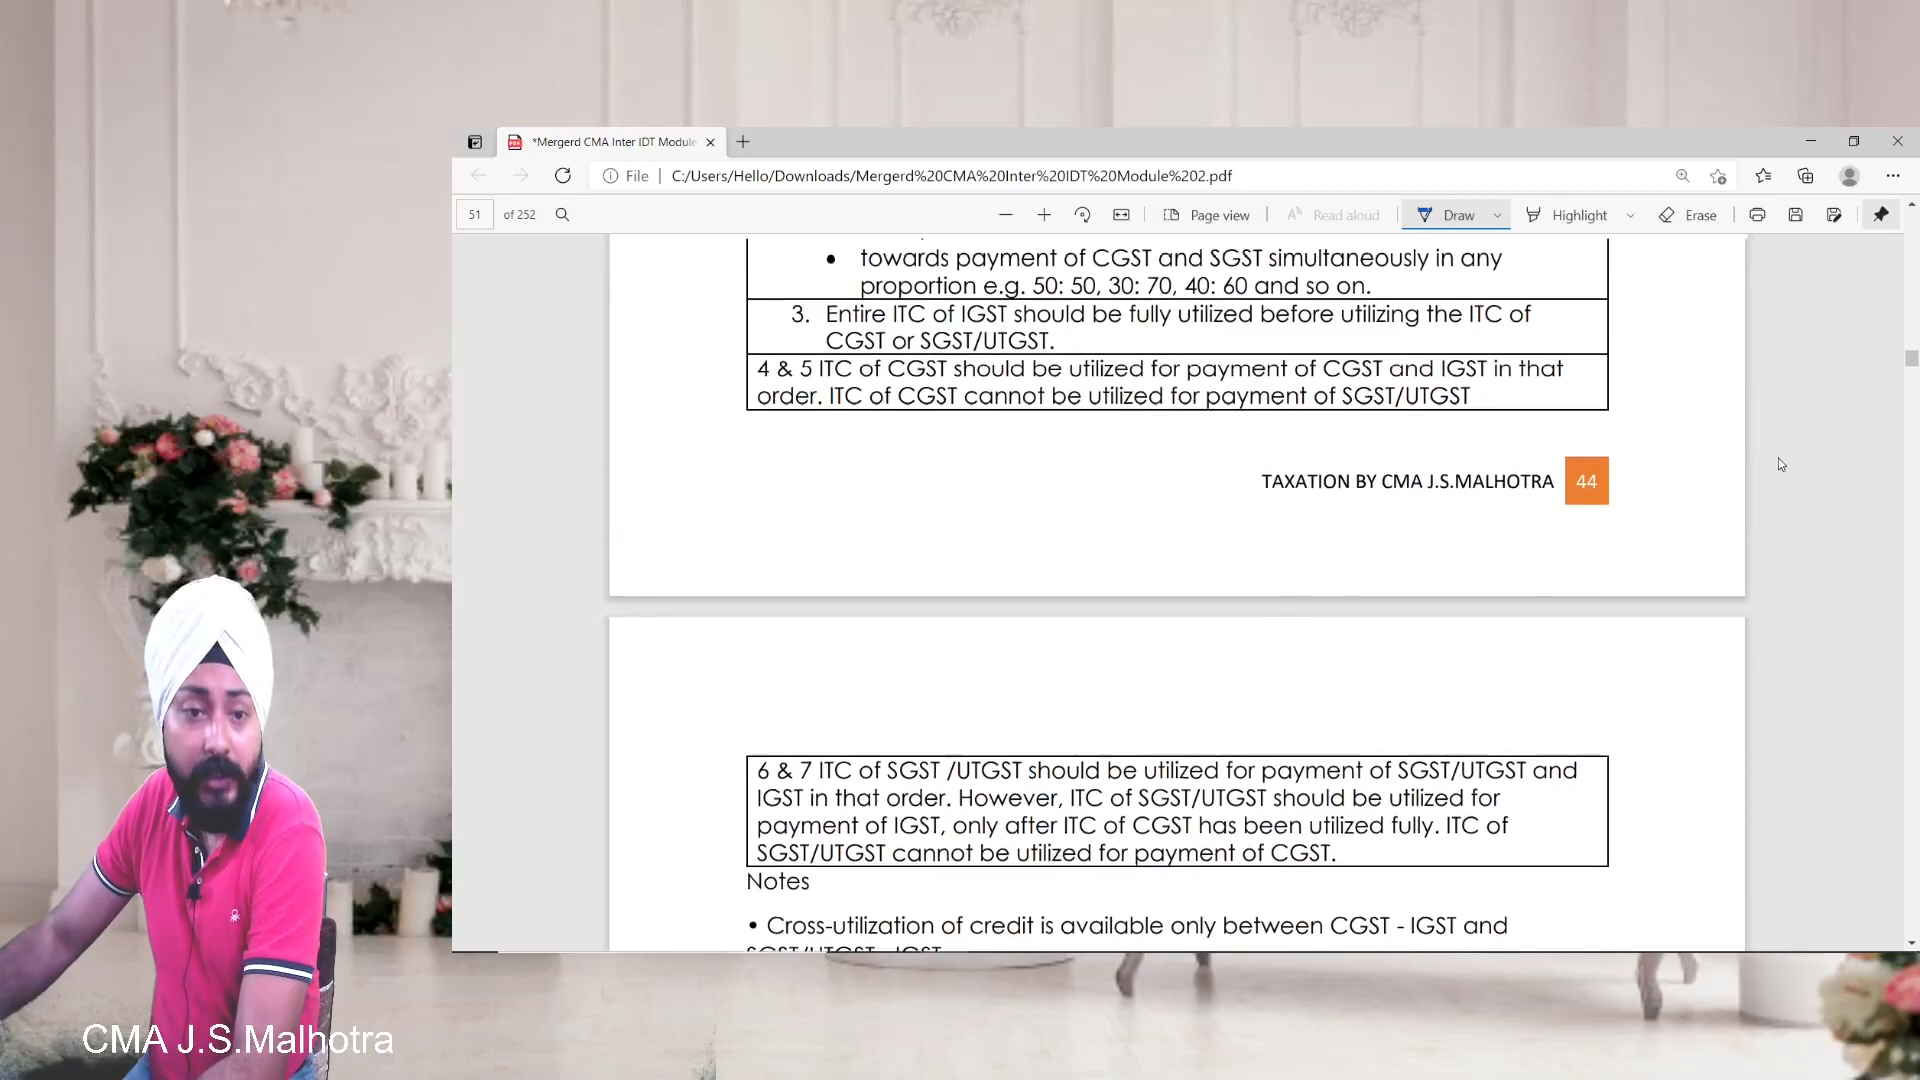 *Mergerd CMA Inter IDT Module
File
C:/Users/Hello/Downloads/Mergerd%20CMA%20Inter%20IDT%20Module%202.pdf
51 of 252
Page view
Read aloud
Draw
Highlight
Erase
• towards payment of CGST and SGST simultaneously in any
proportion e.g. 50: 50, 30: 70, 40: 60 and so on.
3. Entire ITC of IGST should be fully utilized before utilizing the ITC of
CGST or SGST/UTGST.
4 & 5 ITC of CGST should be utilized for payment of CGST and IGST in that
order. ITC of CGST cannot be utilized for payment of SGST/UTGST
TAXATION BY CMA J.S.MALHOTRA 44
6 & 7 ITC of SGST /UTGST should be utilized for payment of SGST/UTGST and
IGST in that order. However, ITC of SGST/UTGST should be utilized for
payment of IGST, only after ITC of CGST has been utilized fully. ITC of
SGST/UTGST cannot be utilized for payment of CGST.
Notes
• Cross-utilization of credit is available only between CGST - IGST and
SGST/UTGST - IGST
CMA J.S.Malhotra